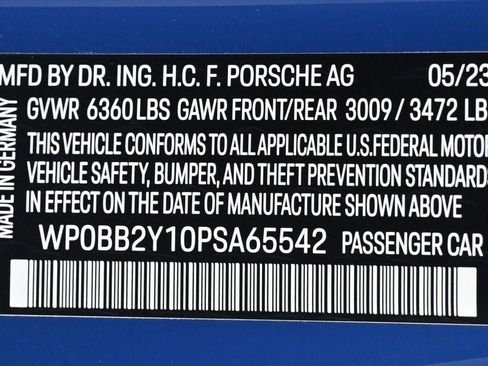 MFD BY DR. ING. H.C. F. PORSCHE AG 05/23
GVWR 6360 LBS GAWR FRONT/REAR 3009 / 3472 LB
THIS VEHICLE CONFORMS TO ALL APPLICABLE U.S.FEDERAL MOTOR
VEHICLE SAFETY, BUMPER, AND THEFT PREVENTION STANDARDS
IN EFFECT ON THE DATE OF MANUFACTURE SHOWN ABOVE
WP0BB2Y10PSA65542 PASSENGER CAR
MADE IN GERMANY